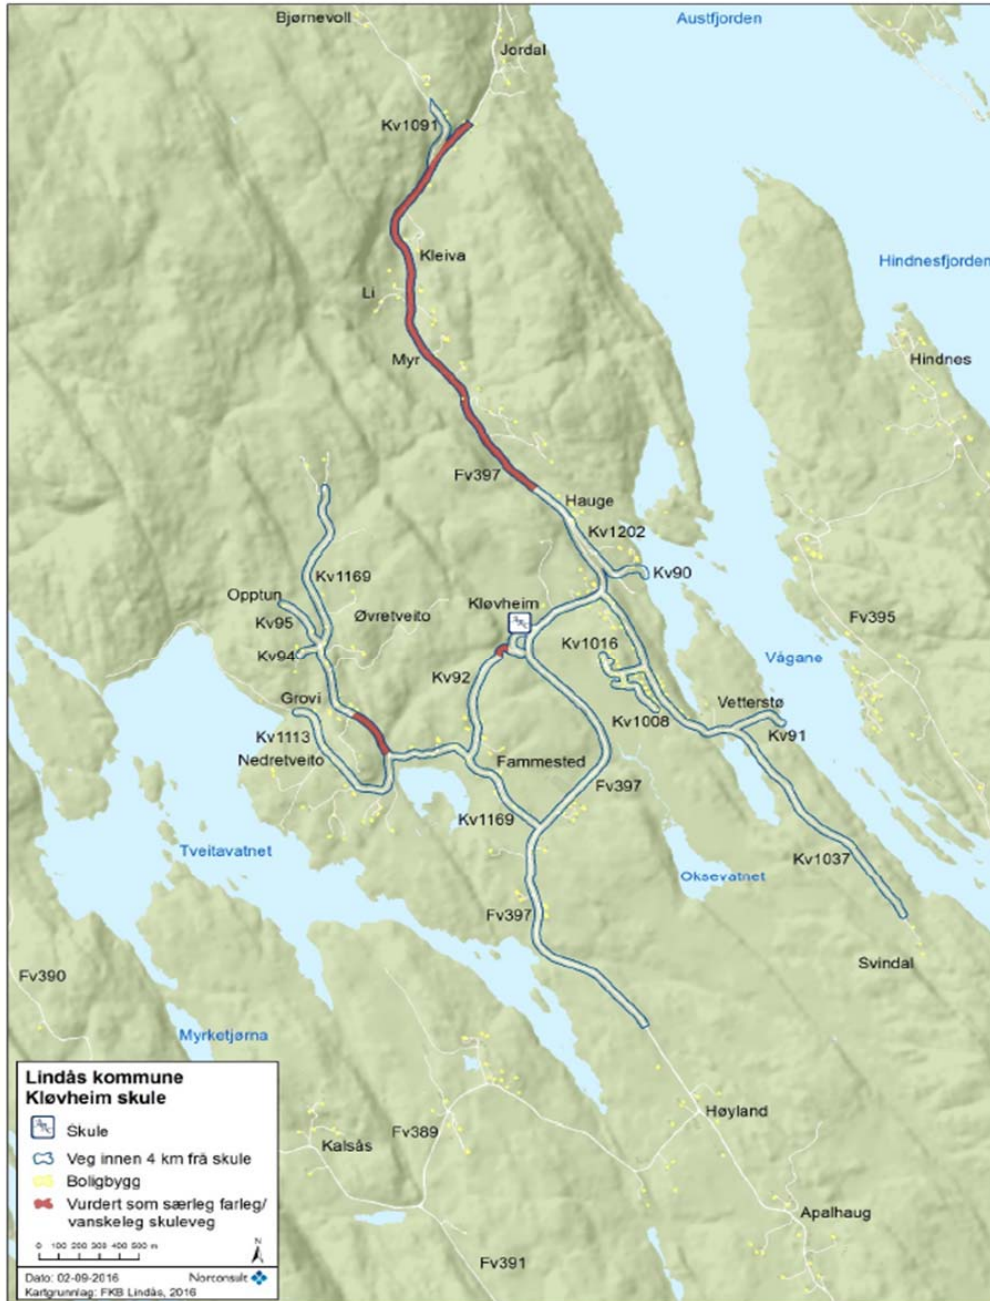 Bjørnevoll
Austfjorden
Jordal
Kv1091
Kleiva
Hindnesfjorden
Li
Myr
Hindnes
Fv397
Hauge
Kv1202
Kv90
Kv1169
Opptun
Kv95
Øvretveito
Kløvheim
Fv395
Kv94
Kv1016
Vågane
Kv92
Grovi
Vetterstø
Kv1113
Kv1008
Kv91
Nedretveito
Fammested
Fv397
Kv1169
Tveitavatnet
Kv1037
Oksevatnet
Fv397
Svindal
Fv390
Myrketjørna
Lindås kommune
Kløvheim skule
Skule
Veg innen 4 km frå skule
Boligbygg
Vurdert som særleg farleg/
vanskeleg skuleveg
0 100 200 300 400 500 m
N
Dato: 02-09-2016 Norconsult
Kartgrunnlag: FKB Lindås, 2016
Høyland
Fv389
Kalsås
Apalhaug
Fv391